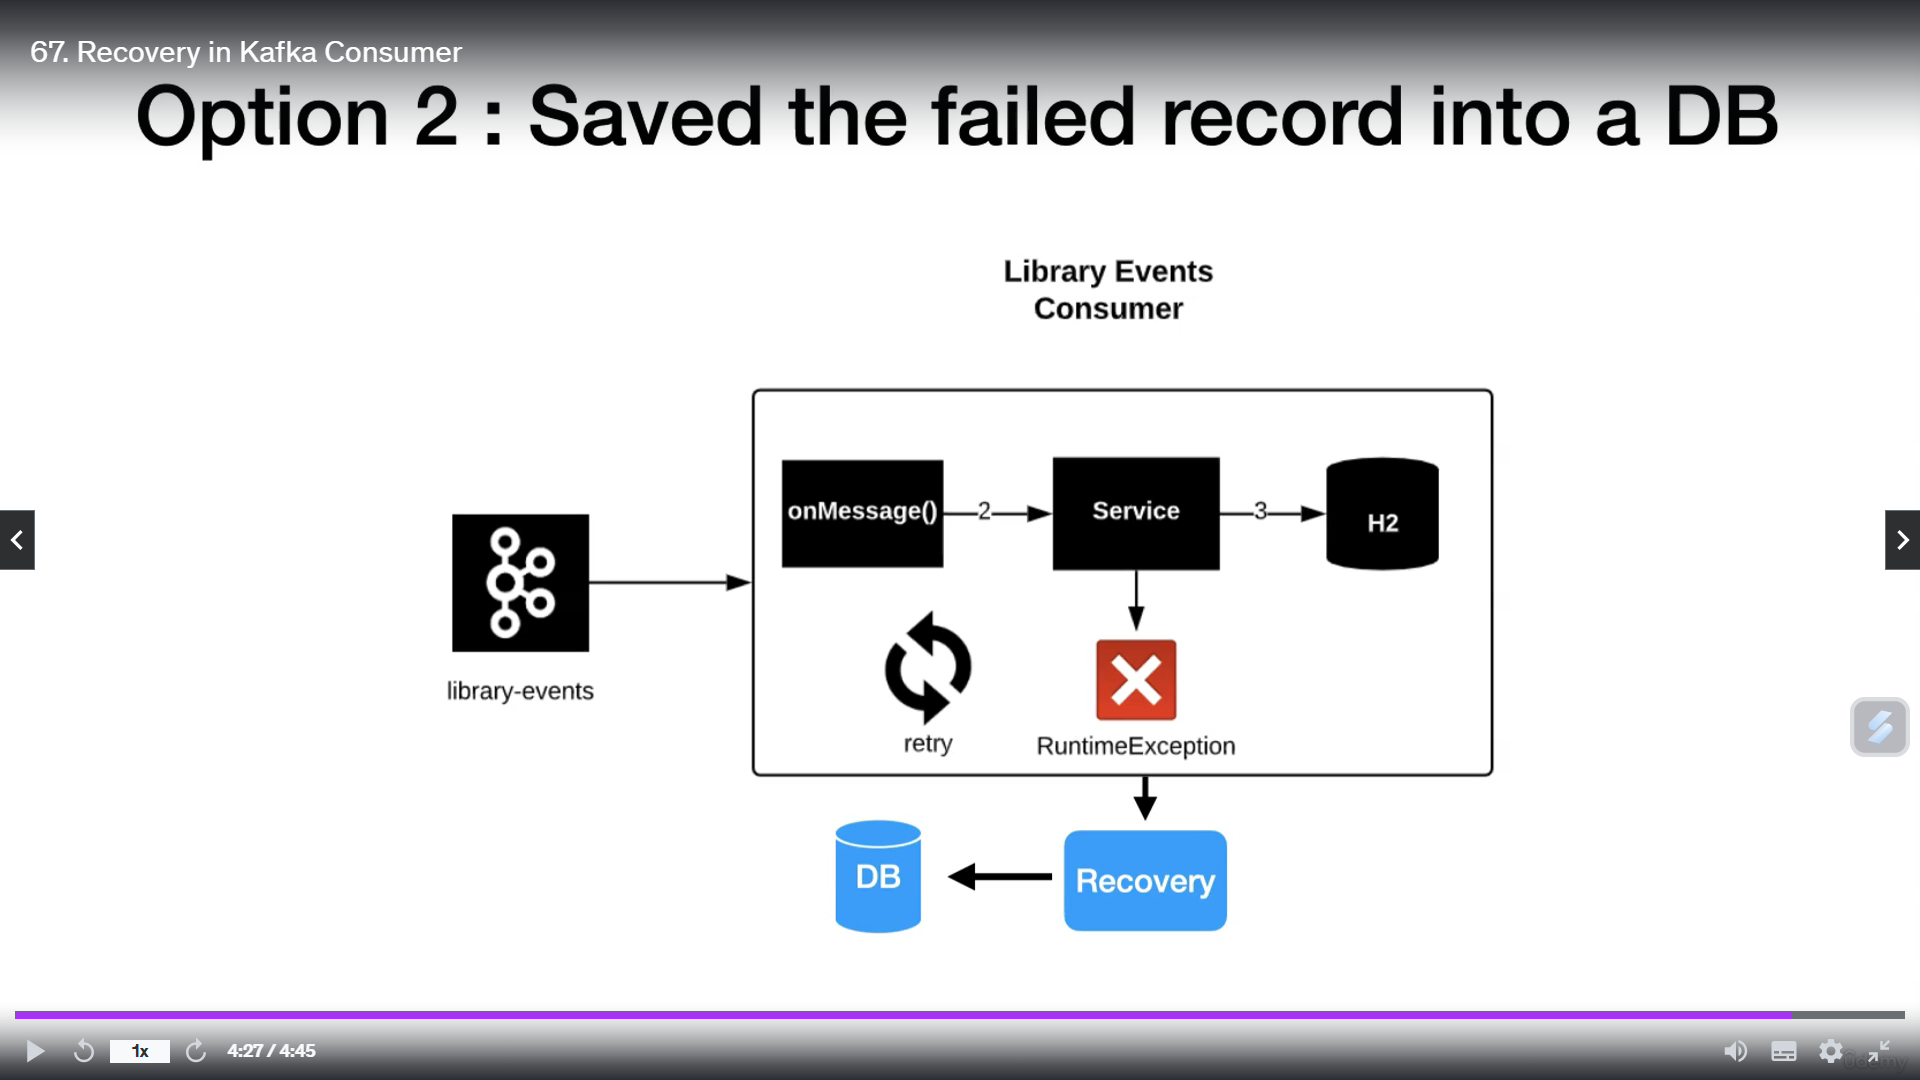 67. Recovery in Kafka Consumer
Option 2 : Saved the failed record into a DB
Library Events
Consumer
onMessage()
2
Service
3
H2
library-events
retry
RuntimeException
DB
Recovery
1x
4:27 / 4:45
ûdemy